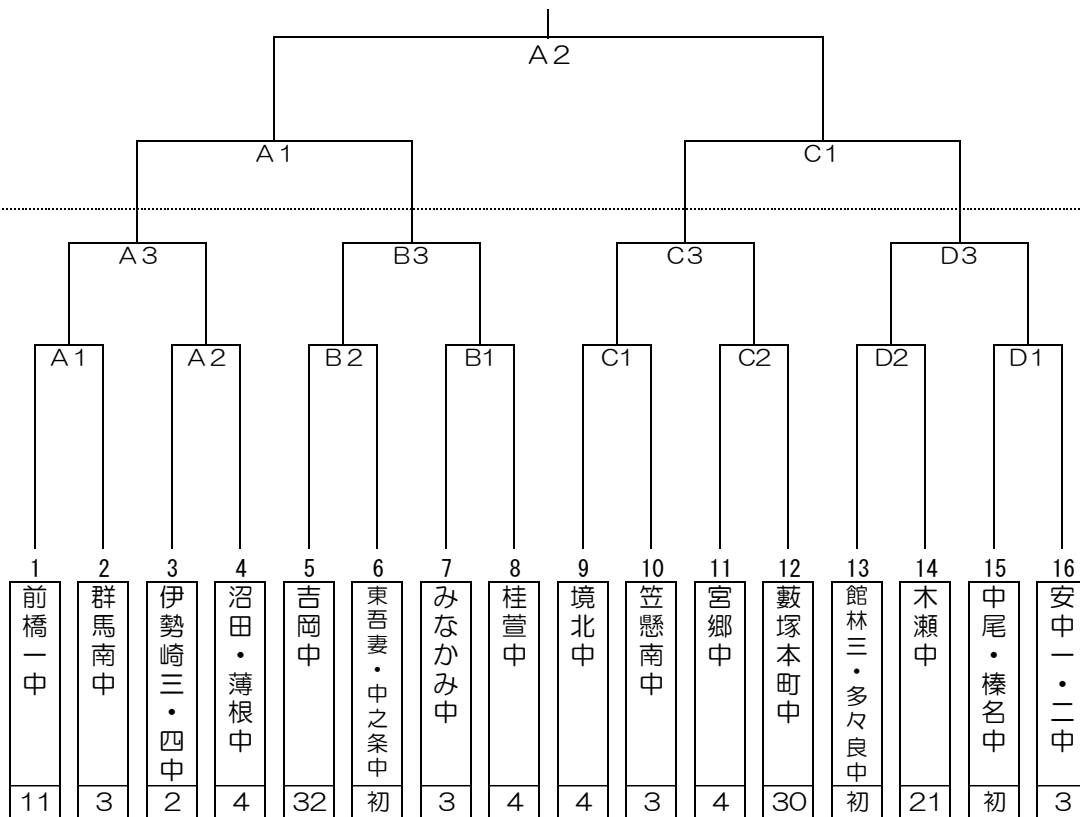 A2
A1 C1
A3 B3 C3 D3
A1 A2 B2 B1 C1 C2 D2 D1
1 2 3 4 5 6 7 8 9 10 11 12 13 14 15 16
前橋一中
群馬南中
伊勢崎三・四中
沼田・薄根中
吉岡中
東吾妻・中之条中
みなかみ中
桂萱中
境北中
笠懸南中
宮郷中
藪塚本町中
館林三・多々良中
木瀬中
中尾・榛名中
安中一・二中
11 3 2 4 32 初 3 4 4 3 4 30 初 21 初 3